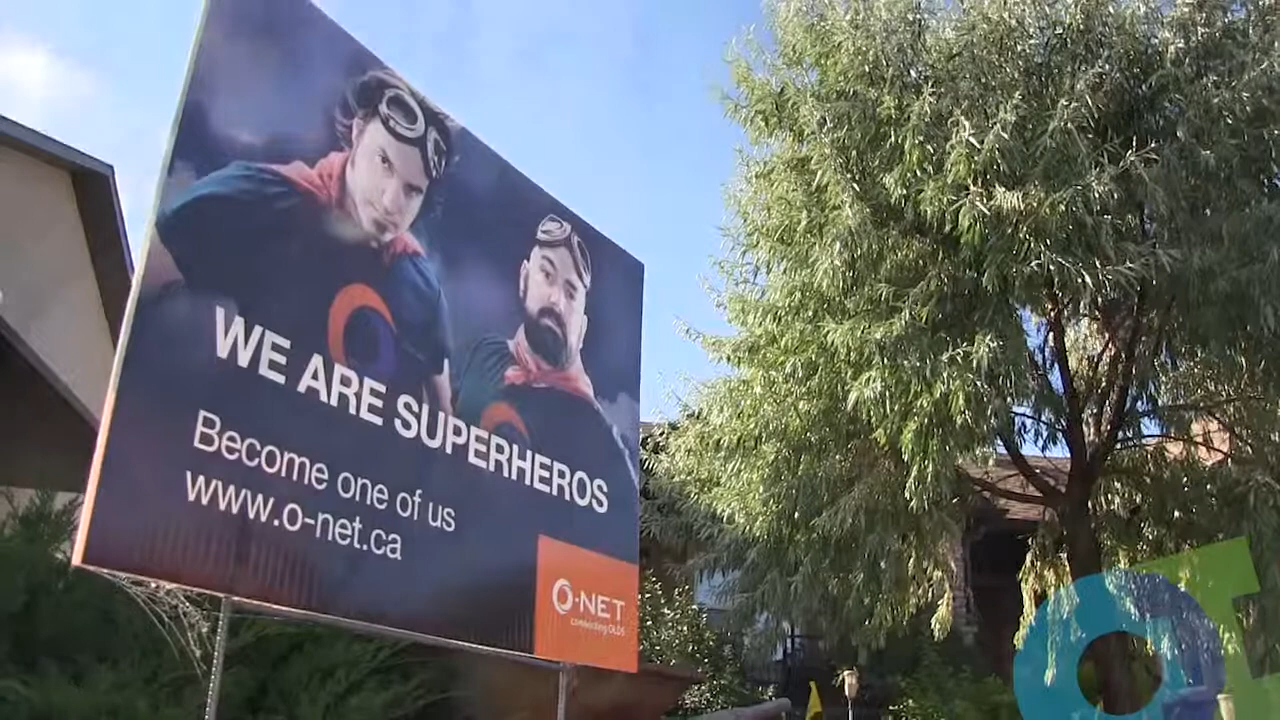 WE ARE SUPERHEROS
Become one of us
www.o-net.ca
O-NET
connecting OLDS